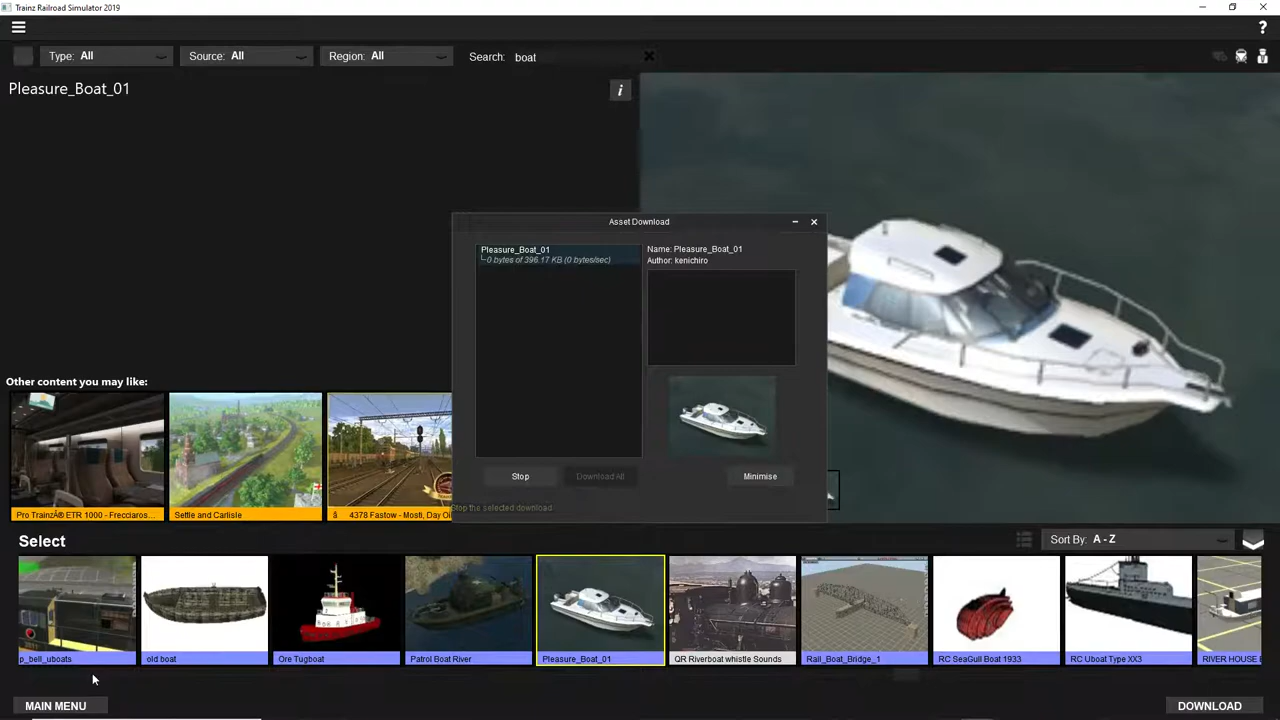 Trainz Railroad Simulator 2019
?
Type: All
Source: All
Region: All
Search: boat
Pleasure_Boat_01
i
Asset Download
Pleasure_Boat_01
0 bytes of 396.17 KB (0 bytes/sec)
Name: Pleasure_Boat_01
Author: kenichiro
Stop
Download All
Minimise
Stop the selected download
Other content you may like:
Pro TrainzÂ® ETR 1000 - Frecciaros...
Settle and Carlisle
4378 Fastow - Mosti, Day Oi
Select
Sort By: A - Z
p_bell_uboats
old boat
Ore Tugboat
Patrol Boat River
Pleasure_Boat_01
QR Riverboat whistle Sounds
Rail_Boat_Bridge_1
RC SeaGull Boat 1933
RC Uboat Type XX3
RIVER HOUSE
MAIN MENU
DOWNLOAD